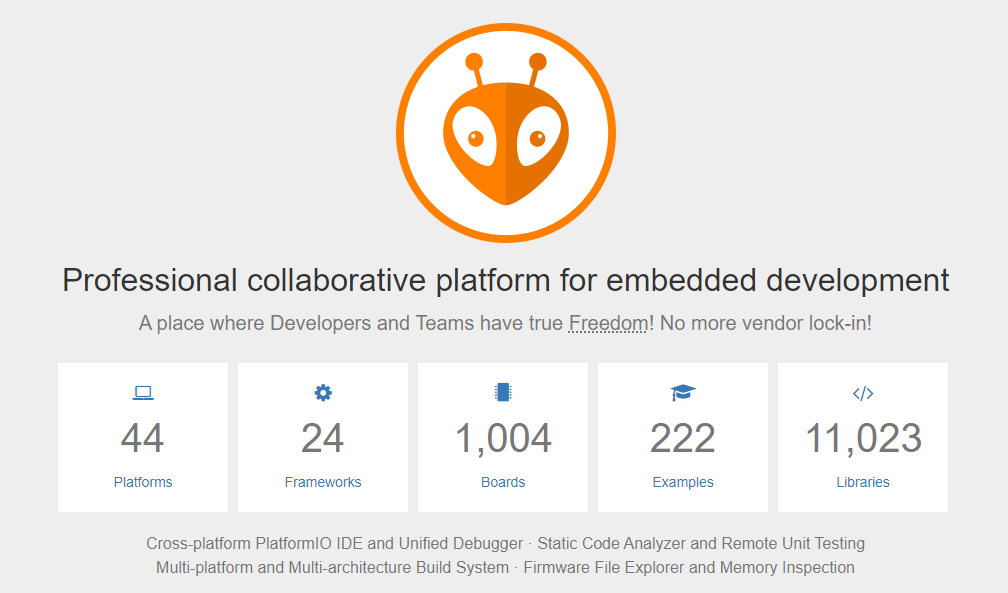 Professional collaborative platform for embedded development
A place where Developers and Teams have true Freedom! No more vendor lock-in!
44
Platforms
24
Frameworks
1,004
Boards
222
Examples
11,023
Libraries
Cross-platform PlatformIO IDE and Unified Debugger · Static Code Analyzer and Remote Unit Testing
Multi-platform and Multi-architecture Build System · Firmware File Explorer and Memory Inspection